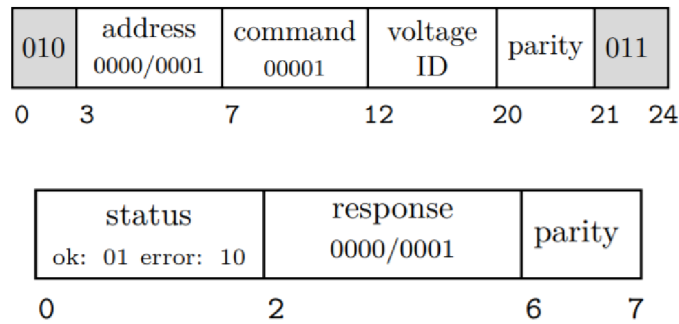 010 address command voltage parity 011
0000/0001 00001 ID
0 3 7 12 20 21 24
status response parity
ok: 01 error: 10 0000/0001
0 2 6 7